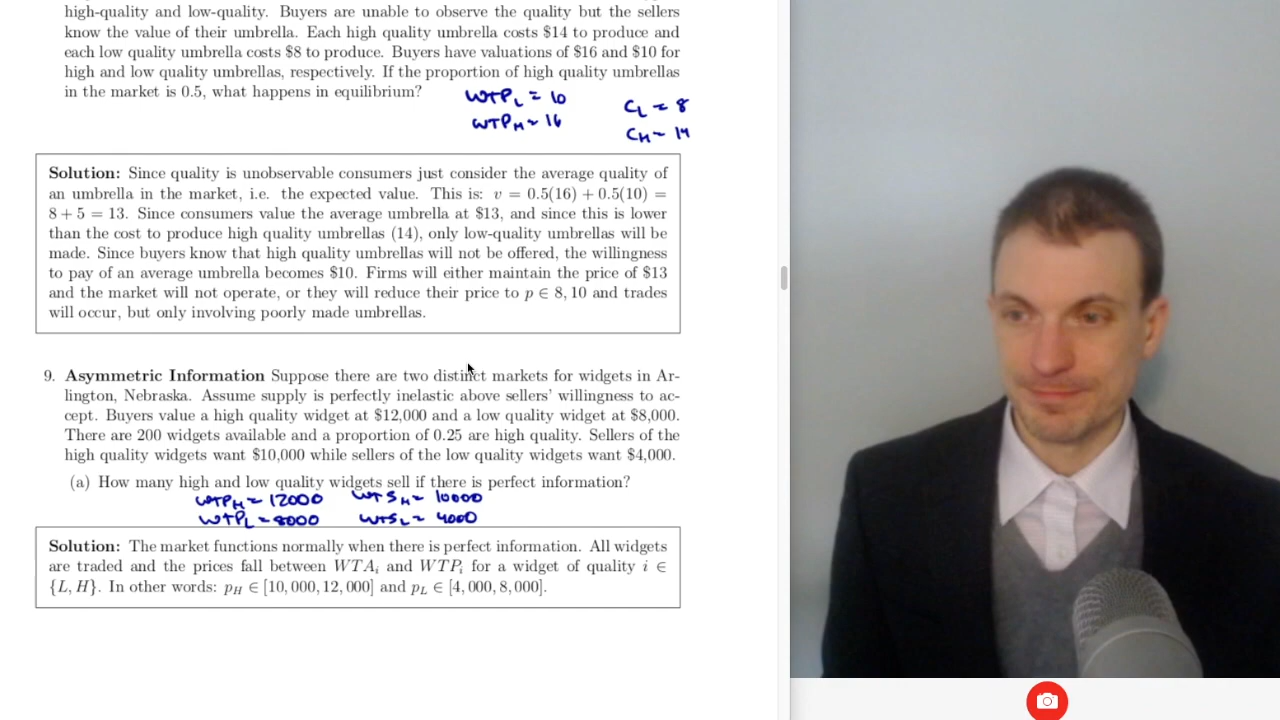 high-quality and low-quality. Buyers are unable to observe the quality but the sellers
know the value of their umbrella. Each high quality umbrella costs $14 to produce and
each low quality umbrella costs $8 to produce. Buyers have valuations of $16 and $10 for
high and low quality umbrellas, respectively. If the proportion of high quality umbrellas
in the market is 0.5, what happens in equilibrium?
WTP_L = 10
WTP_H = 16
C_L = 8
C_H = 14
Solution: Since quality is unobservable consumers just consider the average quality of
an umbrella in the market, i.e. the expected value. This is: v = 0.5(16) + 0.5(10) =
8 + 5 = 13. Since consumers value the average umbrella at $13, and since this is lower
than the cost to produce high quality umbrellas (14), only low-quality umbrellas will be
made. Since buyers know that high quality umbrellas will not be offered, the willingness
to pay of an average umbrella becomes $10. Firms will either maintain the price of $13
and the market will not operate, or they will reduce their price to p ∈ 8, 10 and trades
will occur, but only involving poorly made umbrellas.
9. Asymmetric Information Suppose there are two distinct markets for widgets in Ar-
lington, Nebraska. Assume supply is perfectly inelastic above sellers' willingness to ac-
cept. Buyers value a high quality widget at $12,000 and a low quality widget at $8,000.
There are 200 widgets available and a proportion of 0.25 are high quality. Sellers of the
high quality widgets want $10,000 while sellers of the low quality widgets want $4,000.
(a) How many high and low quality widgets sell if there is perfect information?
WTP_H = 12000 WTS_H = 10000
WTP_L = 8000 WTS_L = 4000
Solution: The market functions normally when there is perfect information. All widgets
are traded and the prices fall between WTA_i and WTP_i for a widget of quality i ∈
{L, H}. In other words: p_H ∈ [10, 000, 12, 000] and p_L ∈ [4, 000, 8, 000].